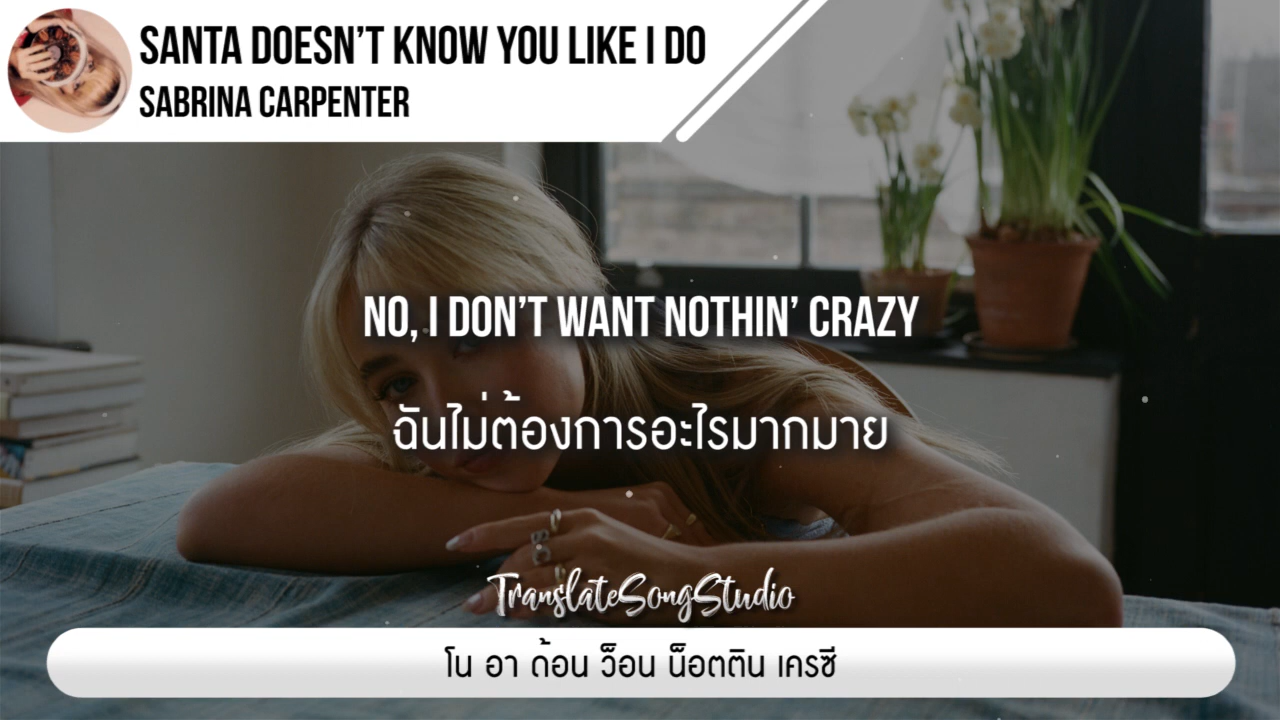 SANTA DOESN’T KNOW YOU LIKE I DO
SABRINA CARPENTER
NO, I DON’T WANT NOTHIN’ CRAZY
ฉันไม่ต้องการอะไรมากมาย
TranslateSongStudio
โน อา ด้อน ว็อน น็อตติน เครซี